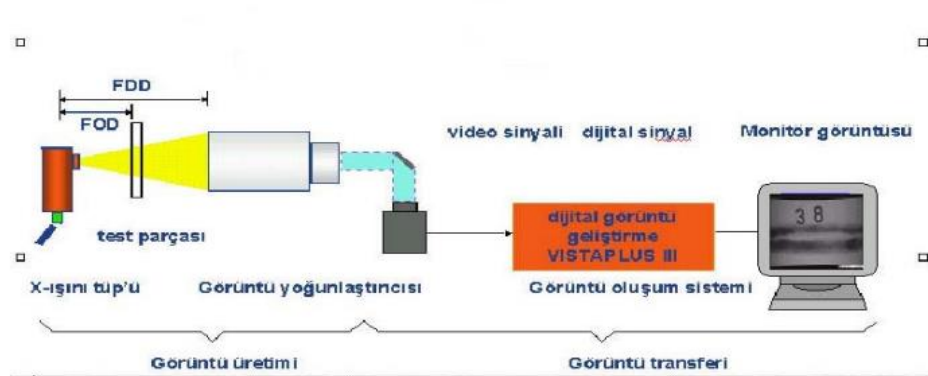 FDD
FOD
video sinyali dijital sinyal Monitör görüntüsü
38
dijital görüntü
geliştirme
VISTAPLUS III
test parçası
X-ışını tüp'ü Görüntü yoğunlaştırıcısı Görüntü oluşum sistemi
Görüntü üretimi Görüntü transferi